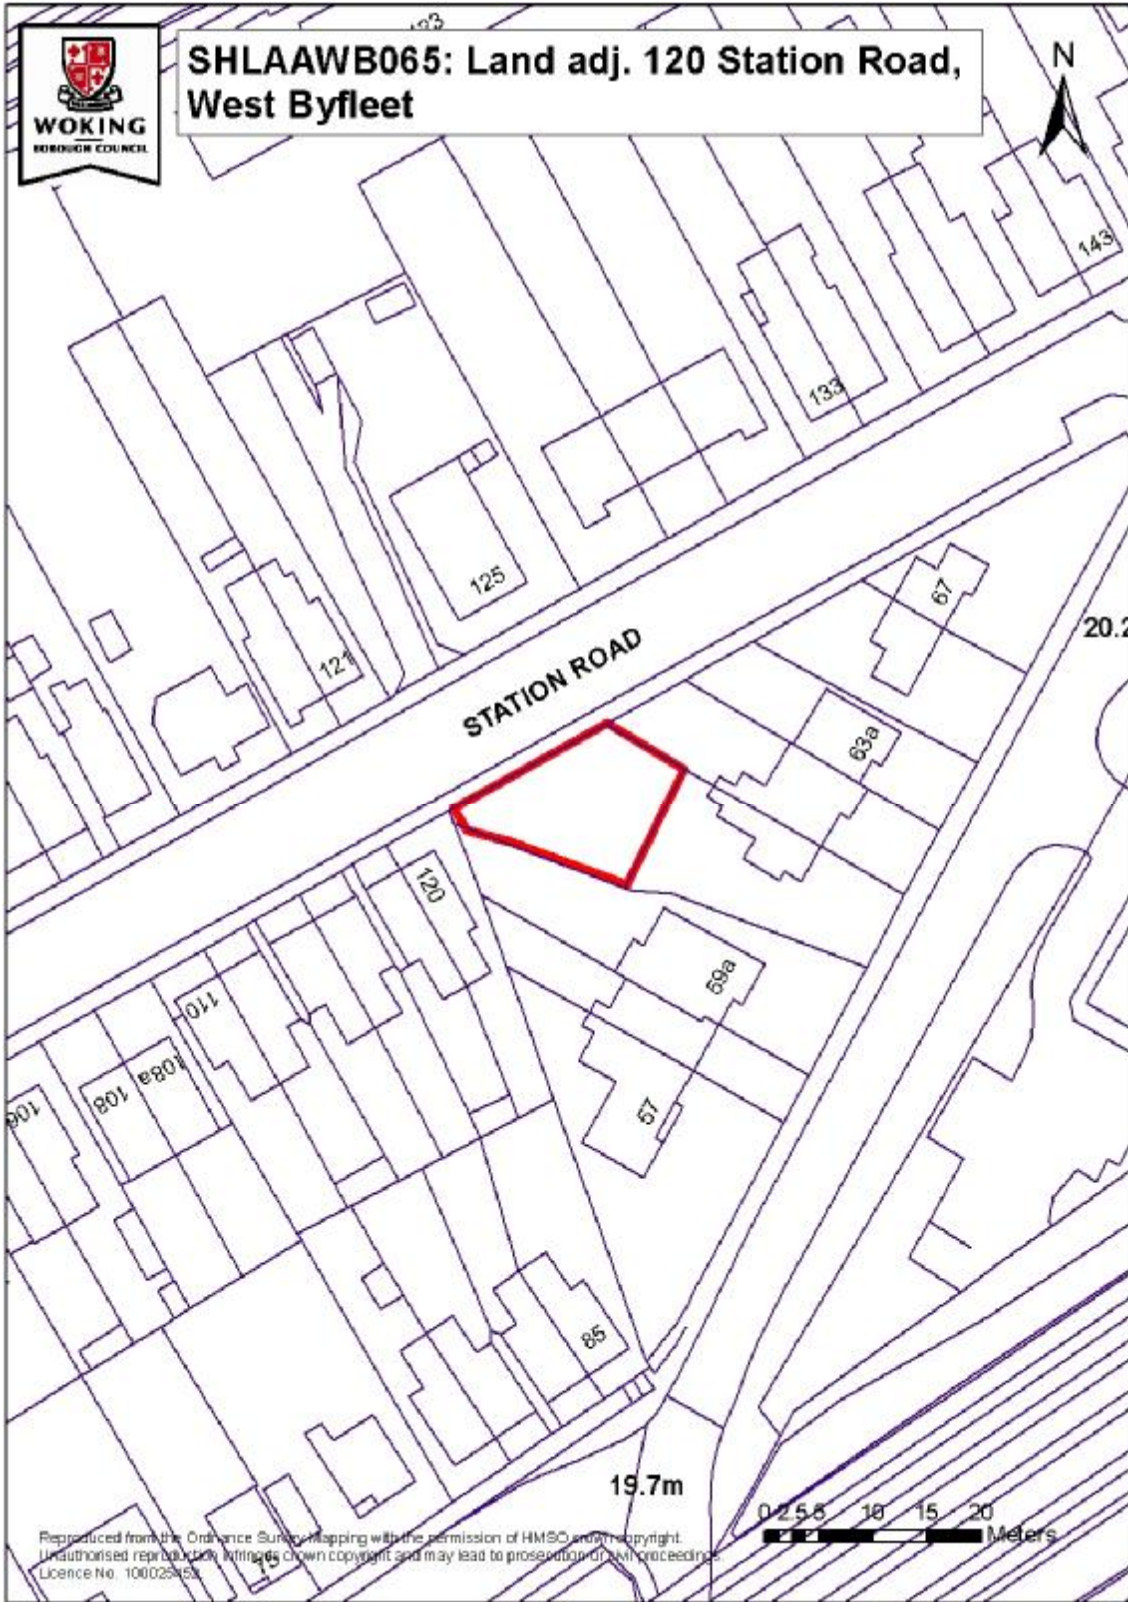 SHLAAWB065: Land adj. 120 Station Road,
West Byfleet
WOKING
BOROUGH COUNCIL
N
143
133
125
121
STATION ROAD
67
20.2
63a
120
59a
110
108a
108
106
57
85
19.7m
75
0 2.5 5 10 15 20
Meters
Reproduced from the Ordnance Survey Mapping with the permission of HMSO crown copyright.
Unauthorised reproduction infringes crown copyright and may lead to prosecution or civil proceedings.
Licence No.